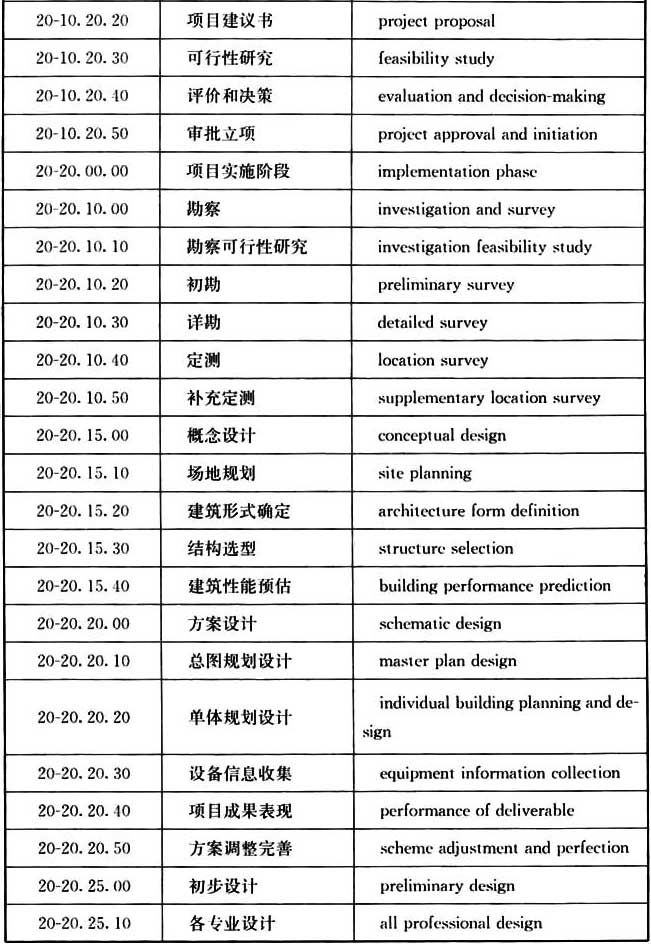 20-10. 20. 20 项目建议书 project proposal
20-10. 20. 30 可行性研究 feasibility study
20-10. 20. 40 评价和决策 evaluation and decision-making
20-10. 20. 50 审批立项 project approval and initiation
20-20. 00. 00 项目实施阶段 implementation phase
20-20. 10. 00 勘察 investigation and survey
20-20. 10. 10 勘察可行性研究 investigation feasibility study
20-20. 10. 20 初勘 preliminary survey
20-20. 10. 30 详勘 detailed survey
20-20. 10. 40 定测 location survey
20-20. 10. 50 补充定测 supplementary location survey
20-20. 15. 00 概念设计 conceptual design
20-20. 15. 10 场地规划 site planning
20-20. 15. 20 建筑形式确定 architecture form definition
20-20. 15. 30 结构选型 structure selection
20-20. 15. 40 建筑性能预估 building performance prediction
20-20. 20. 00 方案设计 schematic design
20-20. 20. 10 总图规划设计 master plan design
20-20. 20. 20 单体规划设计 individual building planning and de-
sign
20-20. 20. 30 设备信息收集 equipment information collection
20-20. 20. 40 项目成果表现 performance of deliverable
20-20. 20. 50 方案调整完善 scheme adjustment and perfection
20-20. 25. 00 初步设计 preliminary design
20-20. 25. 10 各专业设计 all professional design